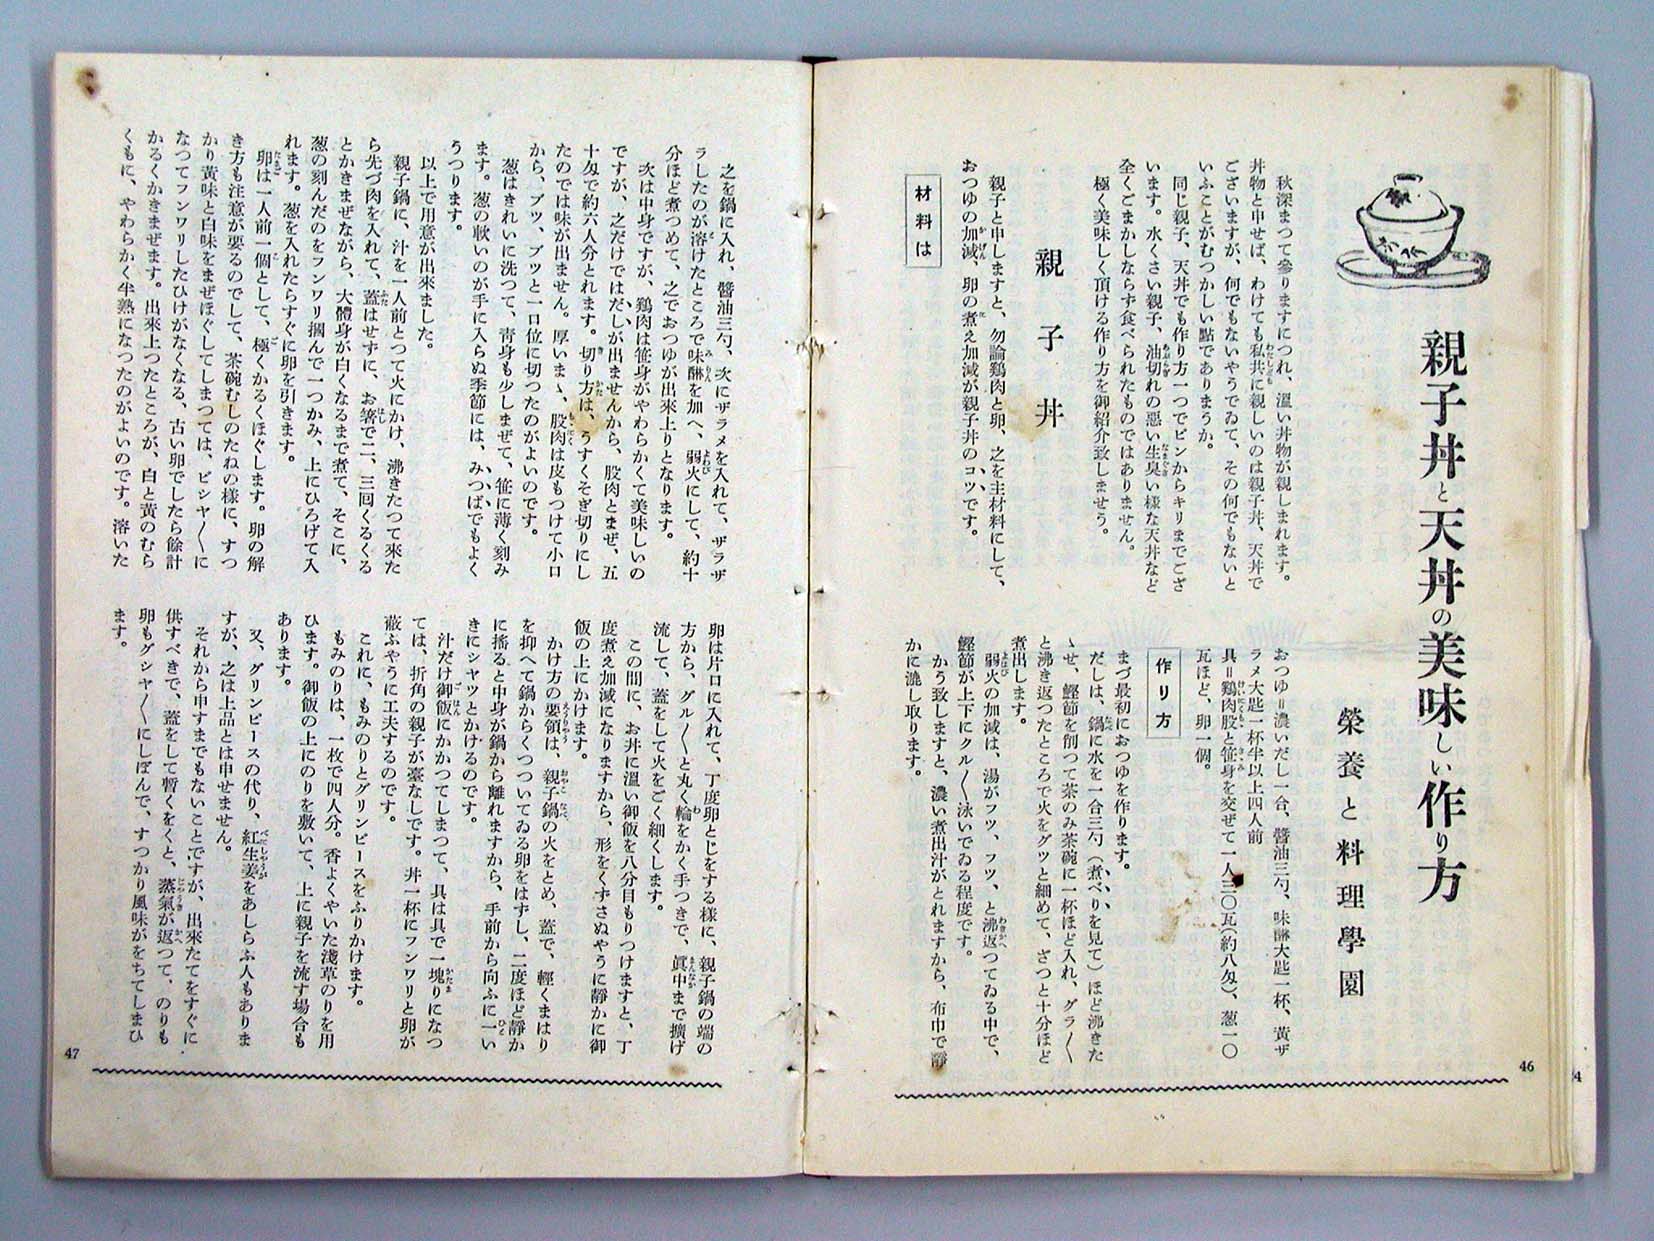 親子丼と天丼の美味しい作り方
榮養と料理學園
秋深まつて參りますにつれ、溫い丼物が親しまれます。
丼物と申せば、わけても私共に親しいのは親子丼、天丼で
ございますが、何でもないやうでゐて、その何でもないと
いふことがむつかしい點でありまうか。
同じ親子、天丼でも作り方一つでピンからキリまでござ
います。水くさい親子、油切れの悪い生臭い樣な天丼など
全くごまかしならず食べられたものではありません。
極く美味しく頂ける作り方を御紹介致しませう。
親子丼
親子と申しますと、勿論鶏肉と卵、之を主材料にして、
おつゆの加減、卵の煮え加減が親子丼のコツです。
材料は
おつゆ＝濃いだし一合、醬油三勺、味醂大匙一杯、黃ザ
ラメ大匙一杯半以上四人前
具＝鶏肉股と笹身を交ぜて一人三〇瓦(約八匁)、葱一〇
瓦ほど、卵一個。
作り方
まづ最初におつゆを作ります。
だしは、鍋に水を一合三勺(煮べりを見て)ほど沸きた
ゝせ、鰹節を削つて茶のみ茶碗に一杯ほど入れ、グラ〳〵
と沸き返つたところで火をグッと細めて、ざつと十分ほど
煮出します。
弱火の加減は、湯がフツ、フツ、と沸返つてゐる中で、
鰹節が上下にクル〳〵泳いでゐる程度です。
かう致しますと、濃い煮出汁がとれますから、布巾で靜
かに漉し取ります。
46
之を鍋に入れ、醬油三勺、次にザラメを入れて、ザラザ
ラしたのが溶けたところで味醂を加へ、弱火にして、約十
分ほど煮つめて、之でおつゆが出來上りとなります。
次は中身ですが、鶏肉は笹身がやわらかくて美味しいの
ですが、之だけではだしが出ませんから、股肉とまぜ、五
十匁で約六人分とれます。切り方は、うすくそぎ切りにし
たのでは味が出ません。厚いまゝ、股肉は皮もつけて小口
から、ブツ、ブツと一口位に切つたのがよいのです。
葱はきれいに洗つて、靑身も少しまぜて、笹に薄く刻み
ます。葱の軟いのが手に入らぬ季節には、みつばでもよく
うつります。
以上で用意が出來ました。
親子鍋に、汁を一人前とつて火にかけ、沸きたつて來た
ら先づ肉を入れて、蓋はせずに、お箸で二、三回くるくる
とかきまぜながら、大體身が白くなるまで煮て、そこに、
葱の刻んだのをフンワリ摑んで一つかみ、上にひろげて入
れます。葱を入れたらすぐに卵を引きます。
卵は一人前一個として、極くかるくほぐします。卵の解
き方も注意が要るのでして、茶碗むしのたねの樣に、すつ
かり黃味と白味をまぜほぐしてしまつては、ビシヤ〳〵に
なつてフンワリしたひけがなくなる、古い卵でしたら餘計
かるくかきまぜます。出來上つたところが、白と黃のむら
くもに、やわらかく半熟になつたのがよいのです。溶いた
卵は片口に入れて、丁度卵とじをする樣に、親子鍋の端の
方から、グル〳〵と丸く輪をかく手つきで、眞中まで擴げ
流して、蓋をして火をごく細くします。
この間に、お丼に溫い御飯を八分目もりつけますと、丁
度煮え加減になりますから、形をくずさぬやうに靜かに御
飯の上にかけます。
かけ方の要領は、親子鍋の火をとめ、蓋で、輕くまはり
を抑へて鍋からくつついてゐる卵をはずし、二度ほど靜か
に搖ると中身が鍋から離れますから、手前から向ふに一い
きにシヤツとかけるのです。
汁だけ御飯にかかつてしまつて、具は具で一塊りになつ
ては、折角の親子が臺なしです。丼一杯にフンワリと卵が
蔽ふやうに工夫するのです。
これに、もみのりとグリンピースをふりかけます。
もみのりは、一枚で四人分。香よくやいた淺草のりを用
ひます。御飯の上にのりを敷いて、上に親子を流す場合も
あります。
又、グリンピースの代り、紅生姜をあしらふ人もありま
すが、之は上品とは申せません。
それから申すまでもないことですが、出來たてをすぐに
供すべきで、蓋をして暫くをくと、蒸氣が返つて、のりも
卵もグシヤ〳〵にしぼんで、すつかり風味がをちてしまひ
ます。
47